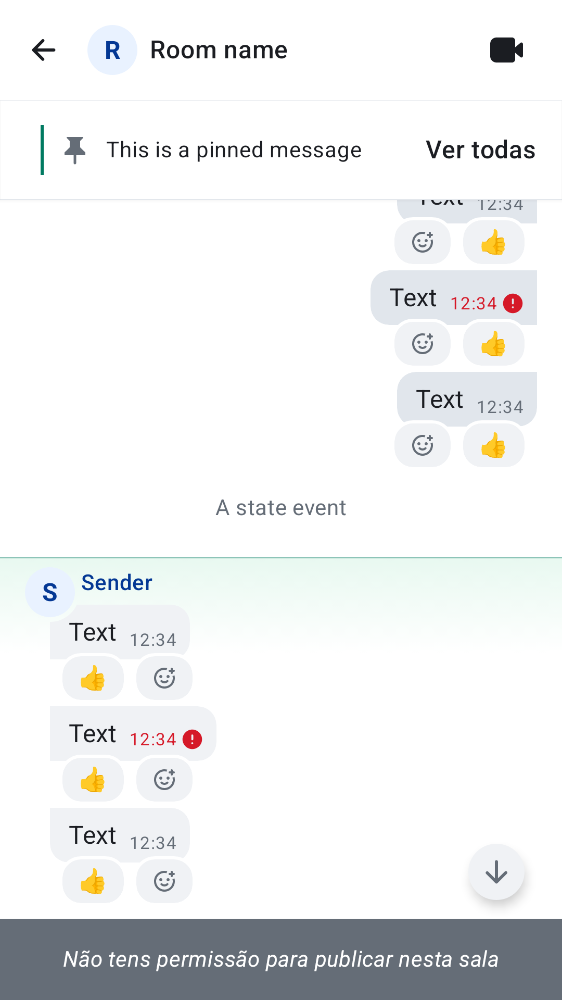 R Room name
This is a pinned message Ver todas
Text 12:34
👍
Text 12:34
👍
Text 12:34
👍
A state event
S Sender
Text 12:34
👍
Text 12:34
👍
Text 12:34
👍
Não tens permissão para publicar nesta sala